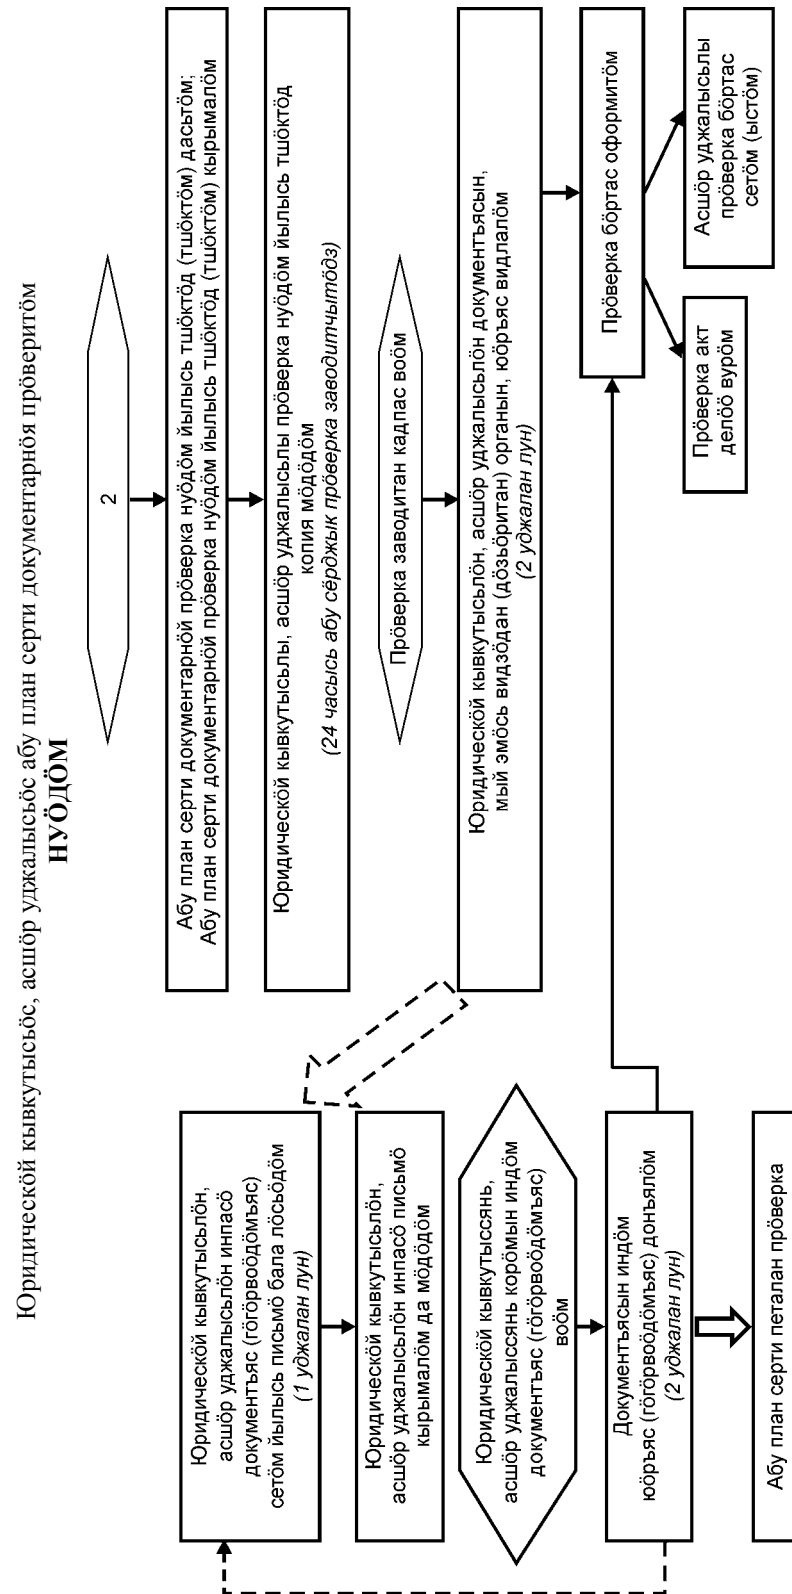 Юридическӧй кывкутысьӧс, асшӧр уджалысьӧс абу план серти документарнӧя прӧверитӧм
НУӦДӦМ
2
Абу план серти документарнӧй прӧверка нуӧдӧм йылысь тшӧктӧд (тшӧктӧм) дасьтӧм;
Абу план серти документарнӧй прӧверка нуӧдӧм йылысь тшӧктӧд (тшӧктӧм) кырымалӧм
Юридическӧй кывкутысьлы, асшӧр уджалысьлы прӧверка нуӧдӧм йылысь тшӧктӧд
копия мӧдӧдӧм
(24 часысь абу сёрджык прӧверка заводитчытӧдз)
Прӧверка заводитан кадпас воӧм
Юридическӧй кывкутысьлӧн, асшӧр уджалысьлӧн документъясын,
мый эмӧсь видзӧдан (дӧзьӧритан) органын, юӧръяс видлалӧм
(2 уджалан лун)
Прӧверка бӧртас оформитӧм
Прӧверка акт
делӧӧ вурӧм
Асшӧр уджалысьлы
прӧверка бӧртас
сетӧм (ыстӧм)
Юридическӧй кывкутысьлӧн,
асшӧр уджалысьлӧн инпасӧ
документъяс (гӧгӧрвоӧдӧмъяс)
сетӧм йылысь письмӧ бала лӧсьӧдӧм
(1 уджалан лун)
Юридическӧй кывкутысьлӧн,
асшӧр уджалысьлӧн инпасӧ письмӧ
кырымалӧм да мӧдӧдӧм
Юридическӧй кывкутыссянь,
асшӧр уджалыссянь корӧмын индӧм
документъяс (гӧгӧрвоӧдӧмъяс)
воӧм
Документъясын индӧм
юӧръяс (гӧгӧрвоӧдӧмъяс) донъялӧм
(2 уджалан лун)
Абу план серти петалан прӧверка